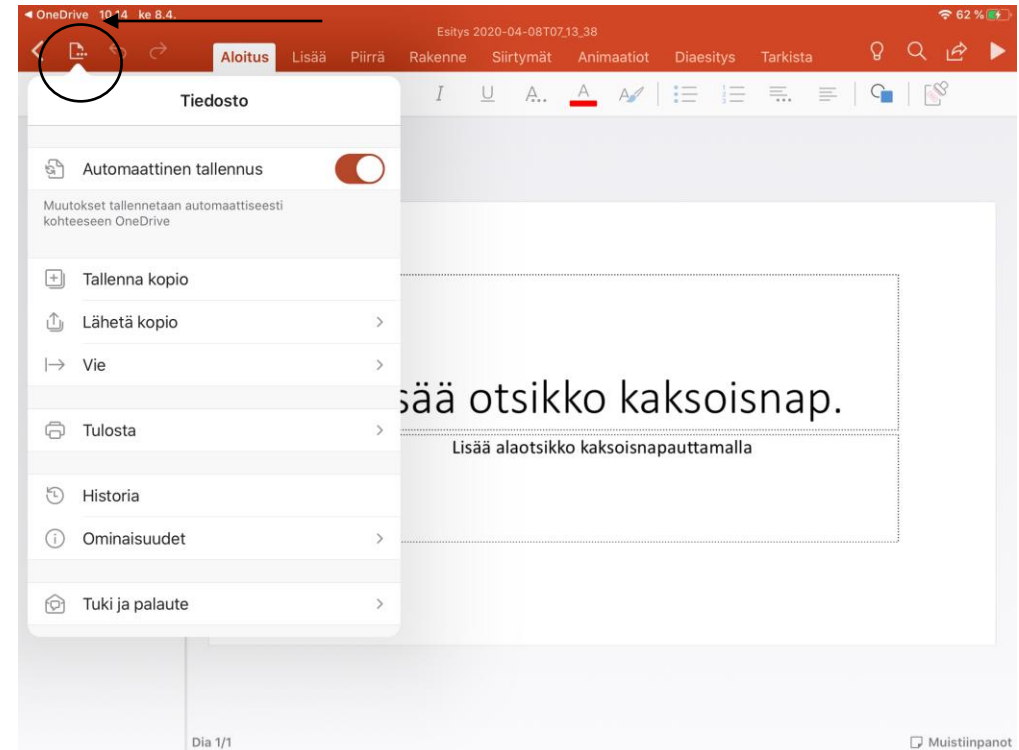 OneDrive 10.14 ke 8.4.
62 %
Esitys 2020-04-08T07_13_38
Aloitus Lisää Piirrä Rakenne Siirtymät Animaatiot Diaesitys Tarkista
Tiedosto
I U A.. A A
Automaattinen tallennus
Muutokset tallennetaan automaattisesti
kohteeseen OneDrive
Tallenna kopio
Lähetä kopio
Vie
Tulosta
Historia
Ominaisuudet
Tuki ja palaute
sää otsikko kaksoisnap.
Lisää alaotsikko kaksoisnapauttamalla
Dia 1/1
Muistiinpanot